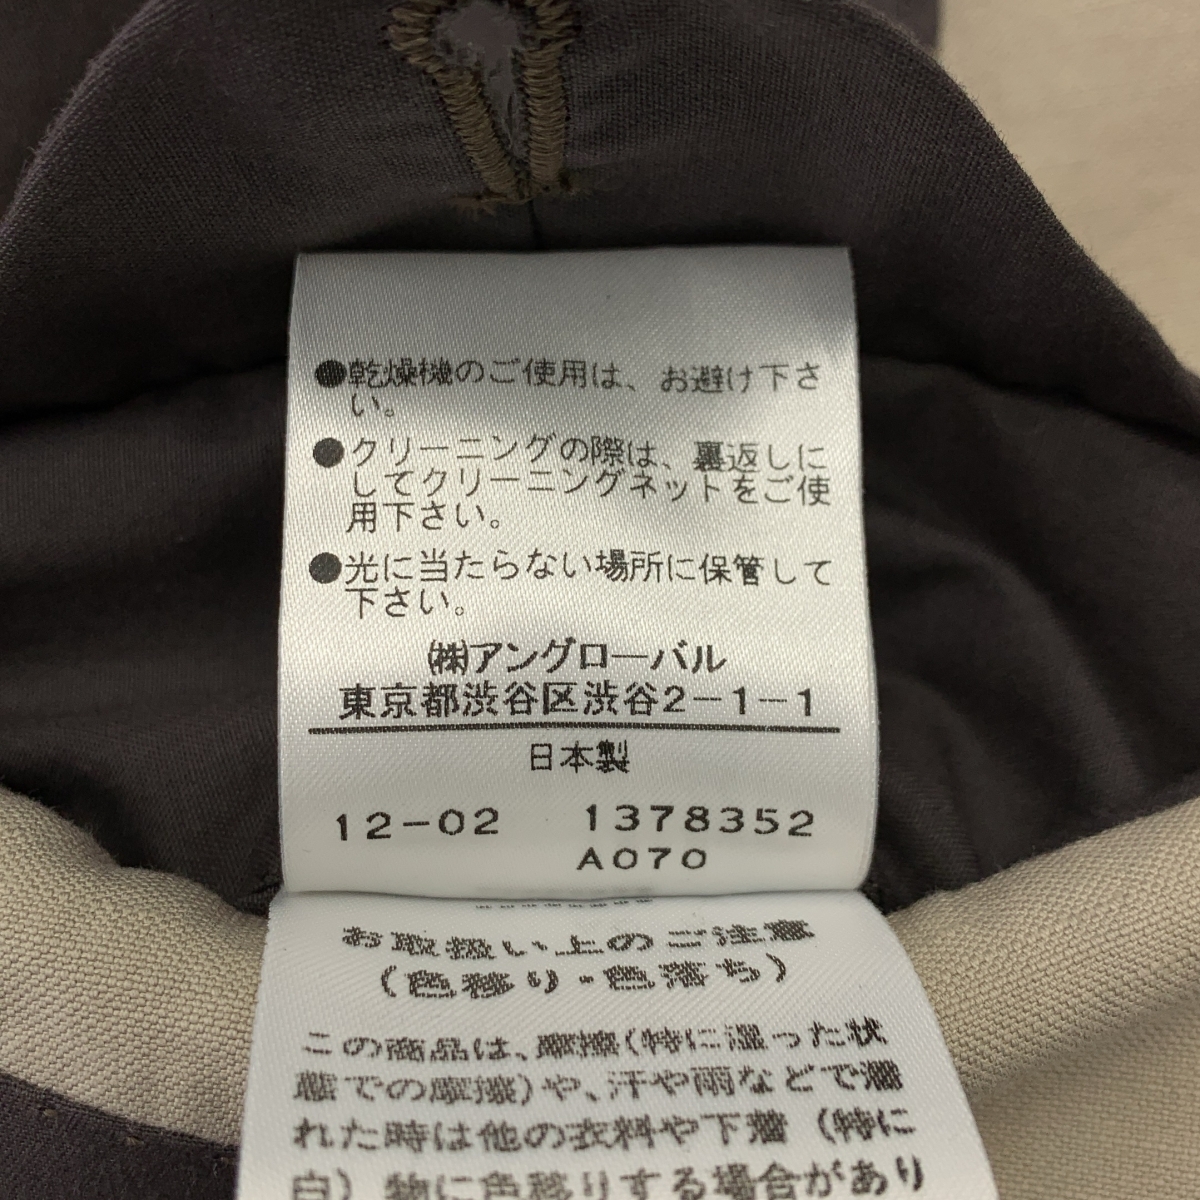 ●乾燥機のご使用は、お避け下さ
い。
●クリーニングの際は、裏返しに
してクリーニングネットをご使
用下さい。
●光に当たらない場所に保管して
下さい。
㈱アングローバル
東京都渋谷区渋谷2-1-1
日本製
12-02 1378352
A070
お取扱い上のご注意
(色移り・色落ち)
この商品は、摩擦(特に湿った状
態での摩擦)や、汗や雨などで濡
れた時は他の衣料や下着(特に
白)物に色移りする場合があり